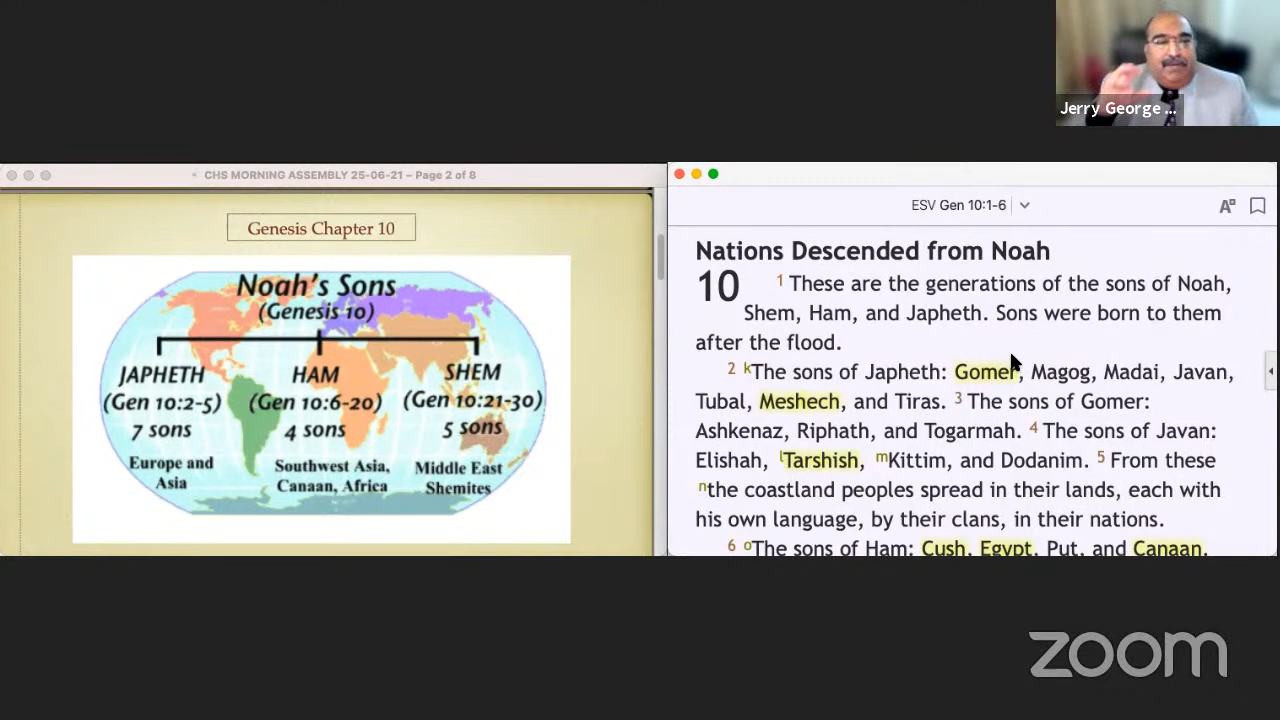 Jerry George ...
CHS MORNING ASSEMBLY 25-06-21 – Page 2 of 8
Genesis Chapter 10
Noah's Sons
(Genesis 10)
JAPHETH
(Gen 10:2-5)
7 sons
Europe and
Asia
HAM
(Gen 10:6-20)
4 sons
Southwest Asia,
Canaan, Africa
SHEM
(Gen 10:21-30)
5 sons
Middle East
Shemites
ESV Gen 10:1-6
A
Nations Descended from Noah
10 1 These are the generations of the sons of Noah,
Shem, Ham, and Japheth. Sons were born to them
after the flood.
2 kThe sons of Japheth: Gomer, Magog, Madai, Javan,
Tubal, Meshech, and Tiras. 3 The sons of Gomer:
Ashkenaz, Riphath, and Togarmah. 4 The sons of Javan:
Elishah, lTarshish, mKittim, and Dodanim. 5 From these
nthe coastland peoples spread in their lands, each with
his own language, by their clans, in their nations.
6 oThe sons of Ham: Cush, Egypt, Put, and Canaan.
zoom